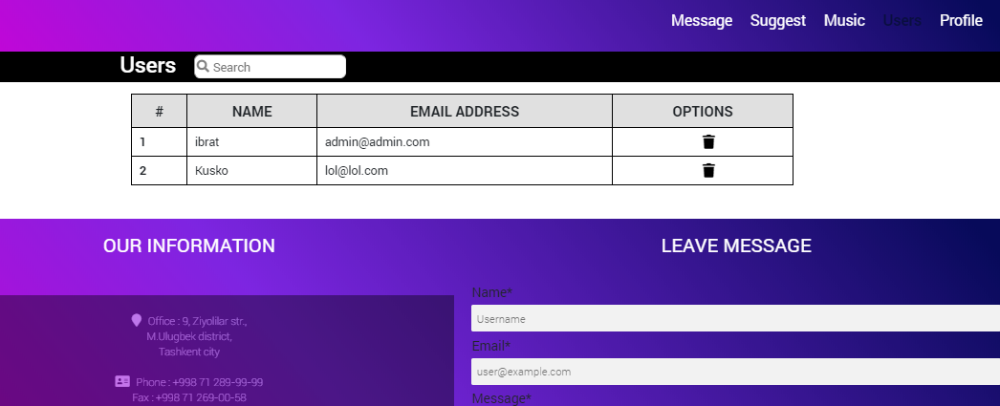 Message Suggest Music Users Profile
Users Search
# NAME EMAIL ADDRESS OPTIONS
1 ibrat admin@admin.com
2 Kusko lol@lol.com
OUR INFORMATION
Office : 9, Ziyolilar str.,
M.Ulugbek district,
Tashkent city
Phone : +998 71 289-99-99
Fax : +998 71 269-00-58
LEAVE MESSAGE
Name*
Username
Email*
user@example.com
Message*